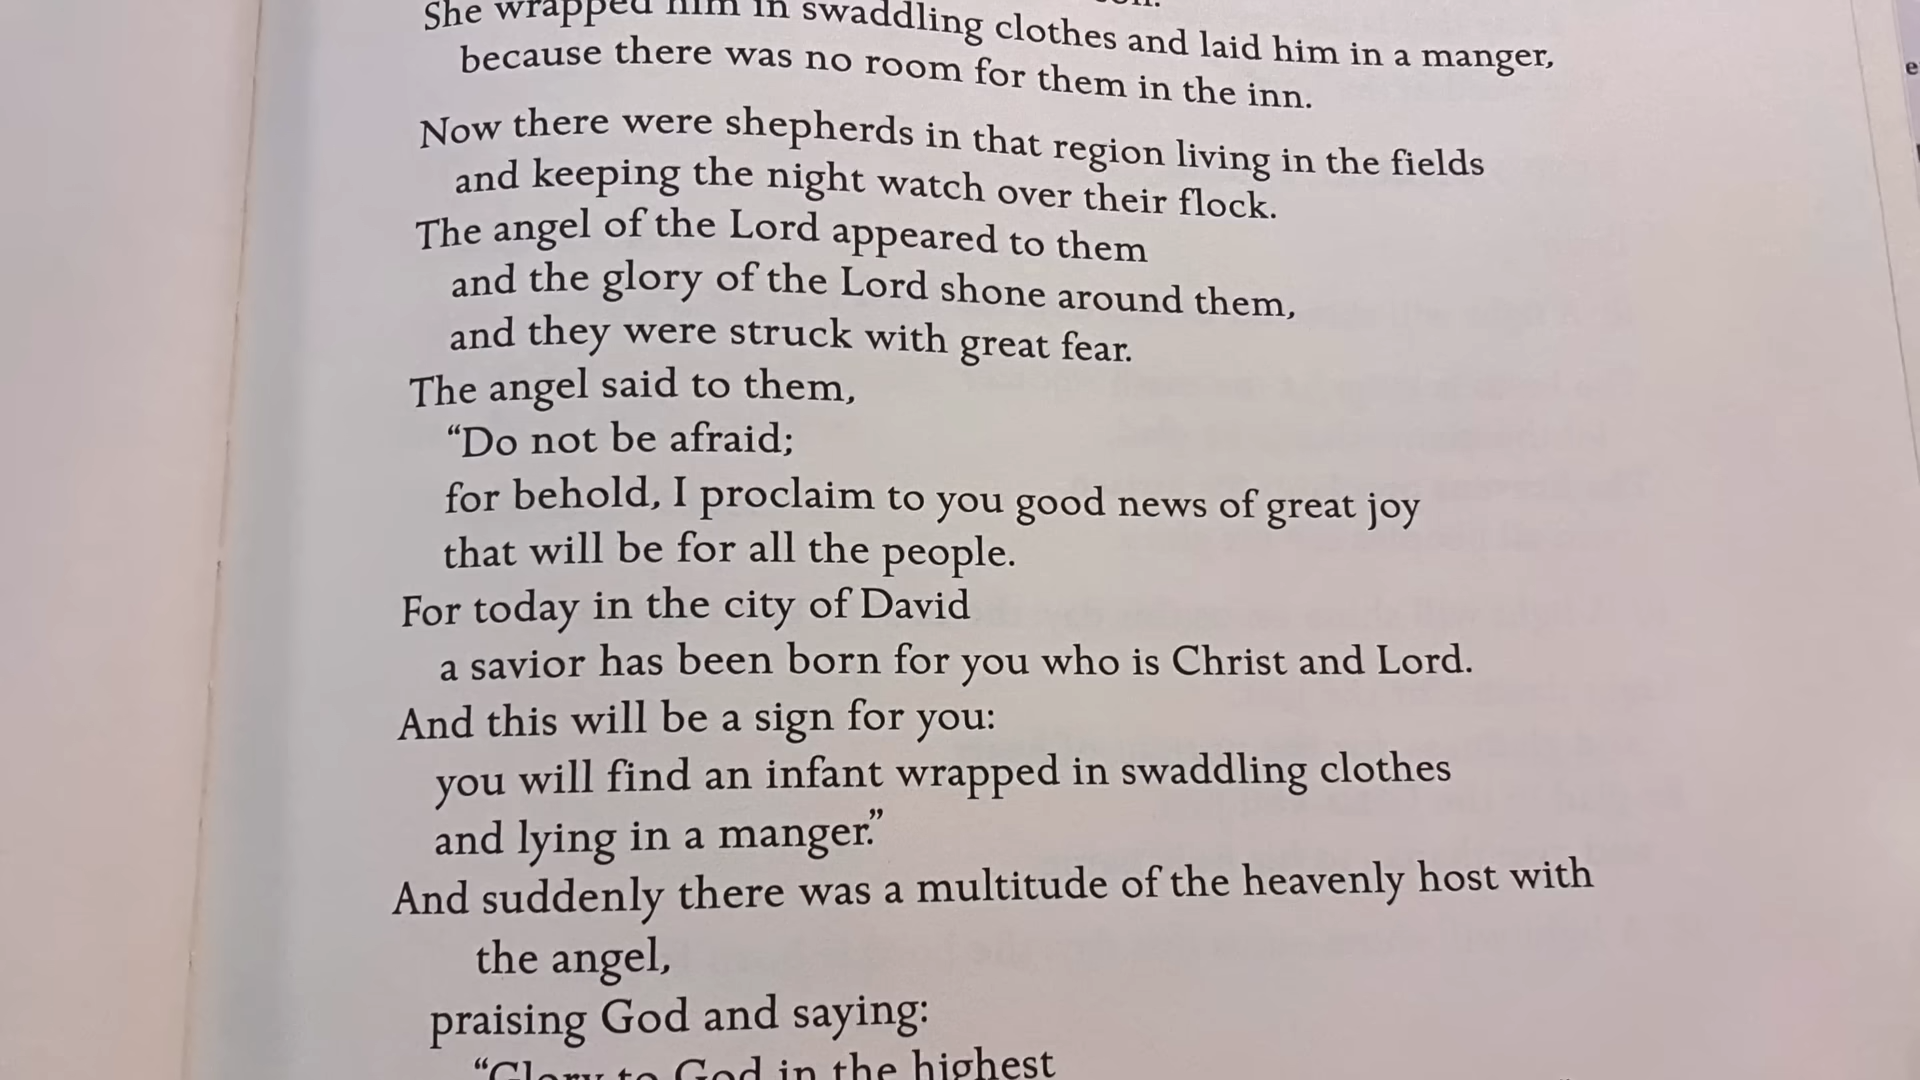 She wrapped him in swaddling clothes and laid him in a manger,
because there was no room for them in the inn.
Now there were shepherds in that region living in the fields
and keeping the night watch over their flock.
The angel of the Lord appeared to them
and the glory of the Lord shone around them,
and they were struck with great fear.
The angel said to them,
“Do not be afraid;
for behold, I proclaim to you good news of great joy
that will be for all the people.
For today in the city of David
a savior has been born for you who is Christ and Lord.
And this will be a sign for you:
you will find an infant wrapped in swaddling clothes
and lying in a manger.”
And suddenly there was a multitude of the heavenly host with
the angel,
praising God and saying:
“Glory to God in the highest